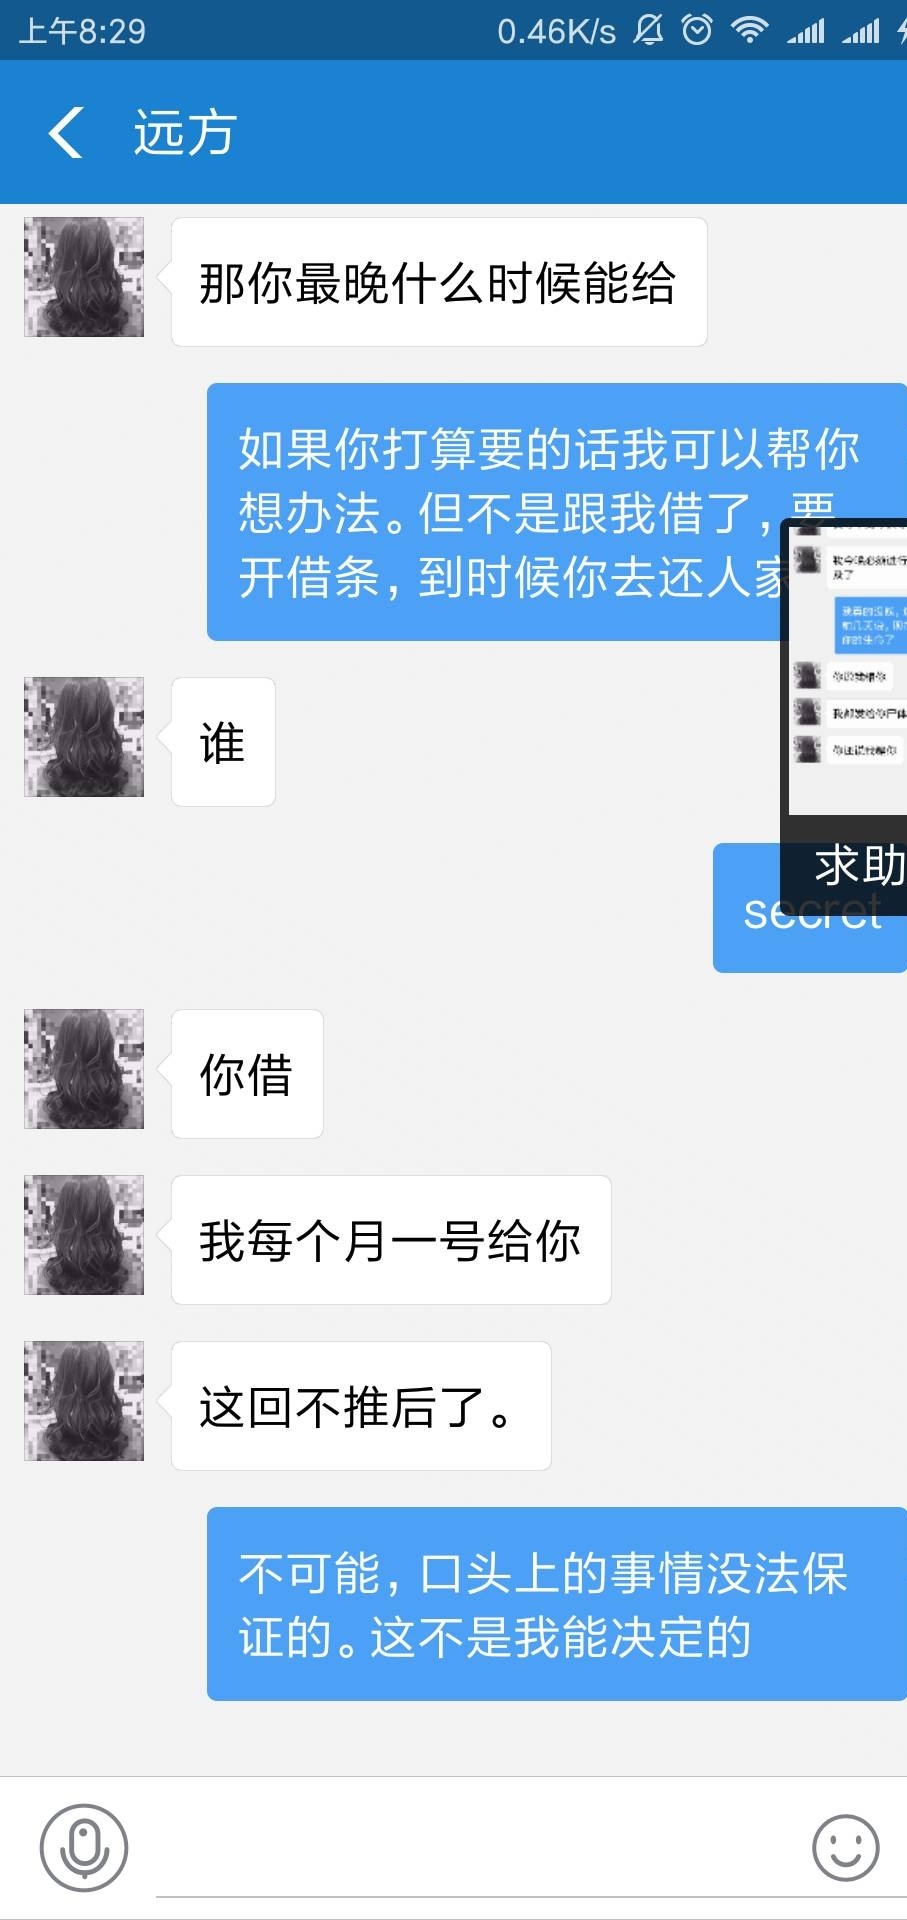 上午8:29
0.46K/s
远方
那你最晚什么时候能给
如果你打算要的话我可以帮你
想办法。但不是跟我借了,要
开借条,到时候你去还人家
谁
求助
secret
你借
我每个月一号给你
这回不推后了。
不可能,口头上的事情没法保
证的。这不是我能决定的